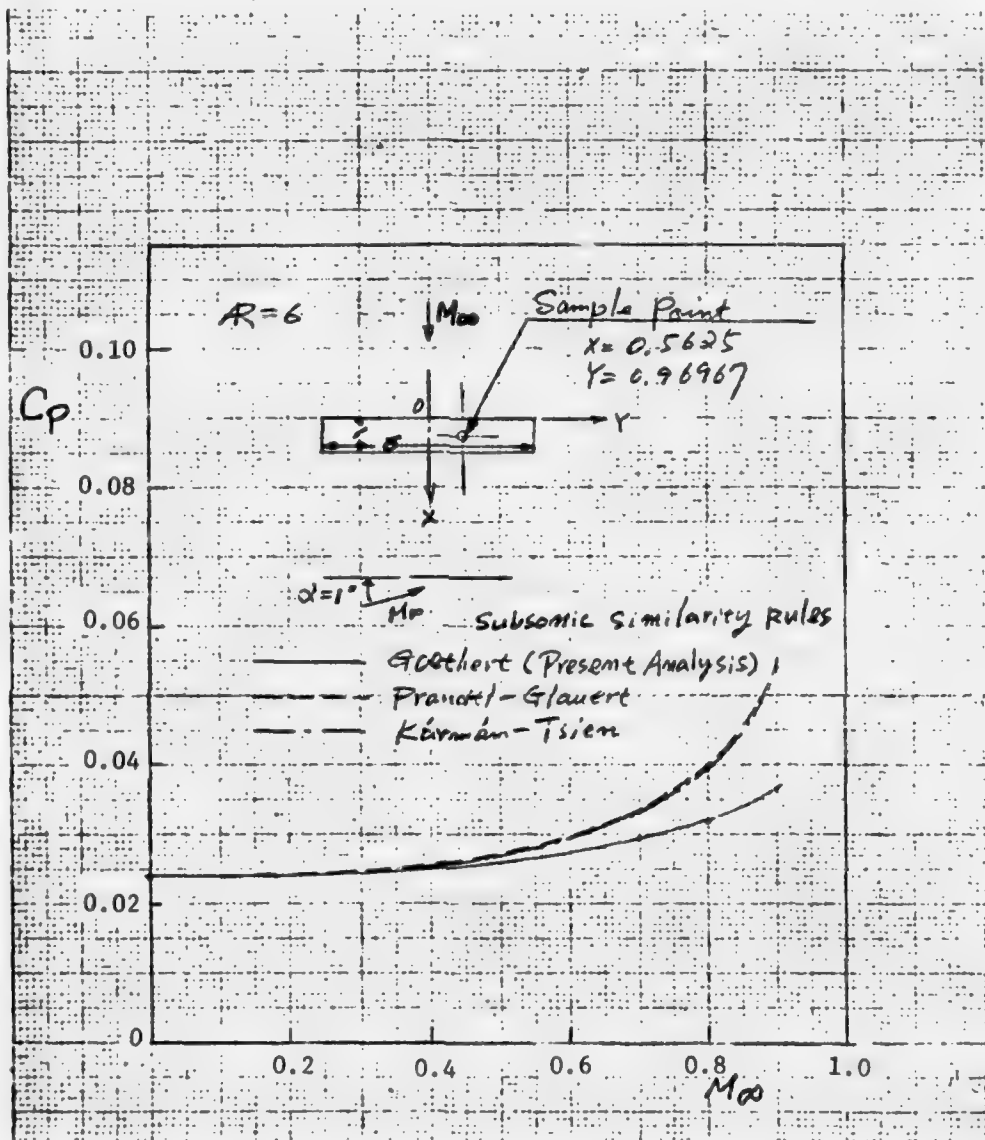 AR=6
M∞
Sample Point
X= 0.5625
Y= 0.96967
0.10
Cp
0
Y
0.08
X
α=1°
M∞
0.06
Subsonic Similarity Rules
Goethert (Present Analysis)
Prandtl-Glauert
Kármán-Tsien
0.04
0.02
0
0.2
0.4
0.6
0.8
1.0
M∞